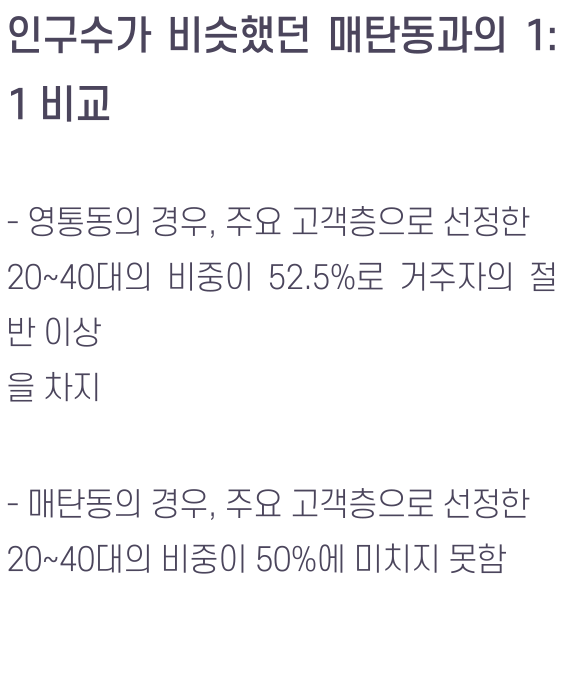 인구수가 비슷했던 매탄동과의 1:
1 비교
- 영통동의 경우, 주요 고객층으로 선정한
20~40대의 비중이 52.5%로 거주자의 절
반 이상
을 차지
- 매탄동의 경우, 주요 고객층으로 선정한
20~40대의 비중이 50%에 미치지 못함